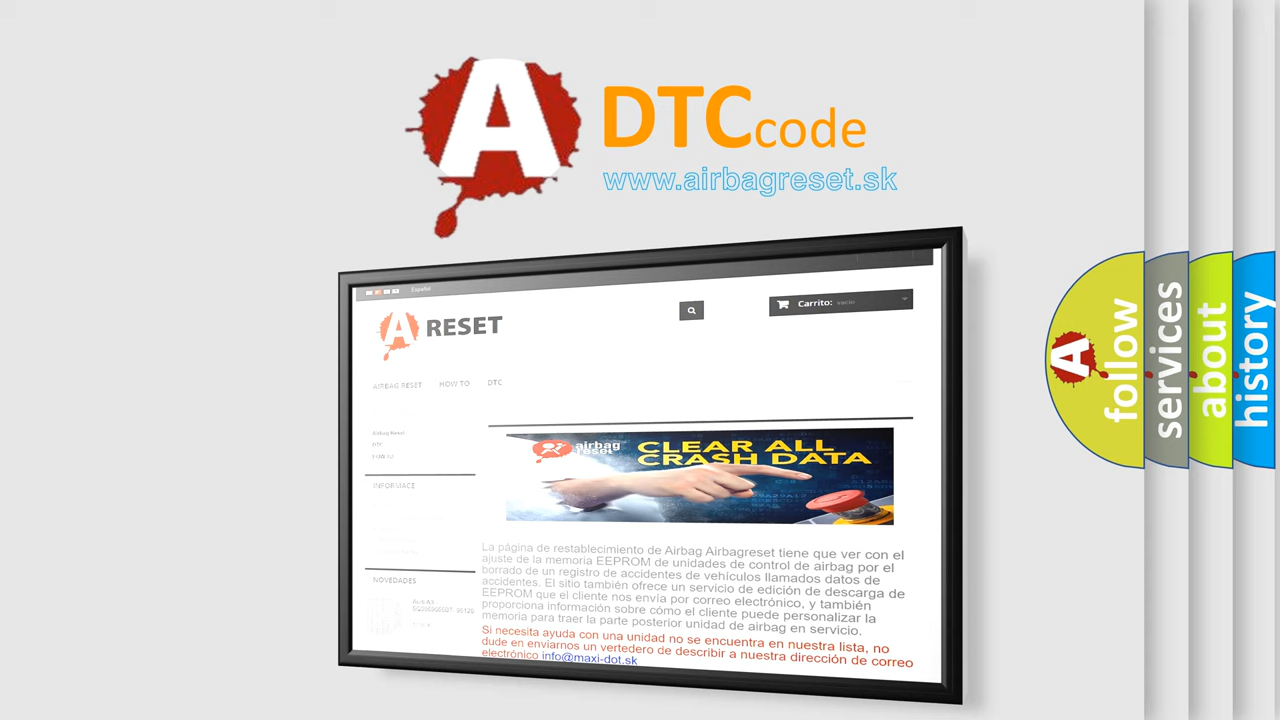 A
DTCcode
www.airbagreset.sk
Español
A RESET
Carrito: vacío
AIRBAG RESET HOW TO DTC
Airbag Reset
DTC
HOW TO
INFORMACE
NOVEDADES
airbag
reset
CLEAR ALL
CRASH DATA
La página de restablecimiento de Airbag Airbagreset tiene que ver con el
ajuste de la memoria EEPROM de unidades de control de airbag por el
borrado de un registro de accidentes de vehículos llamados datos de
accidentes. El sitio también ofrece un servicio de edición de descarga de
EEPROM que el cliente nos envía por correo electrónico, y también
proporciona información sobre cómo el cliente puede personalizar la
memoria para traer la parte posterior unidad de airbag en servicio.
Si necesita ayuda con una unidad no se encuentra en nuestra lista, no
dude en enviarnos un vertedero de describir a nuestra dirección de correo
electrónico info@maxi-dot.sk
A
follow
services
about
history